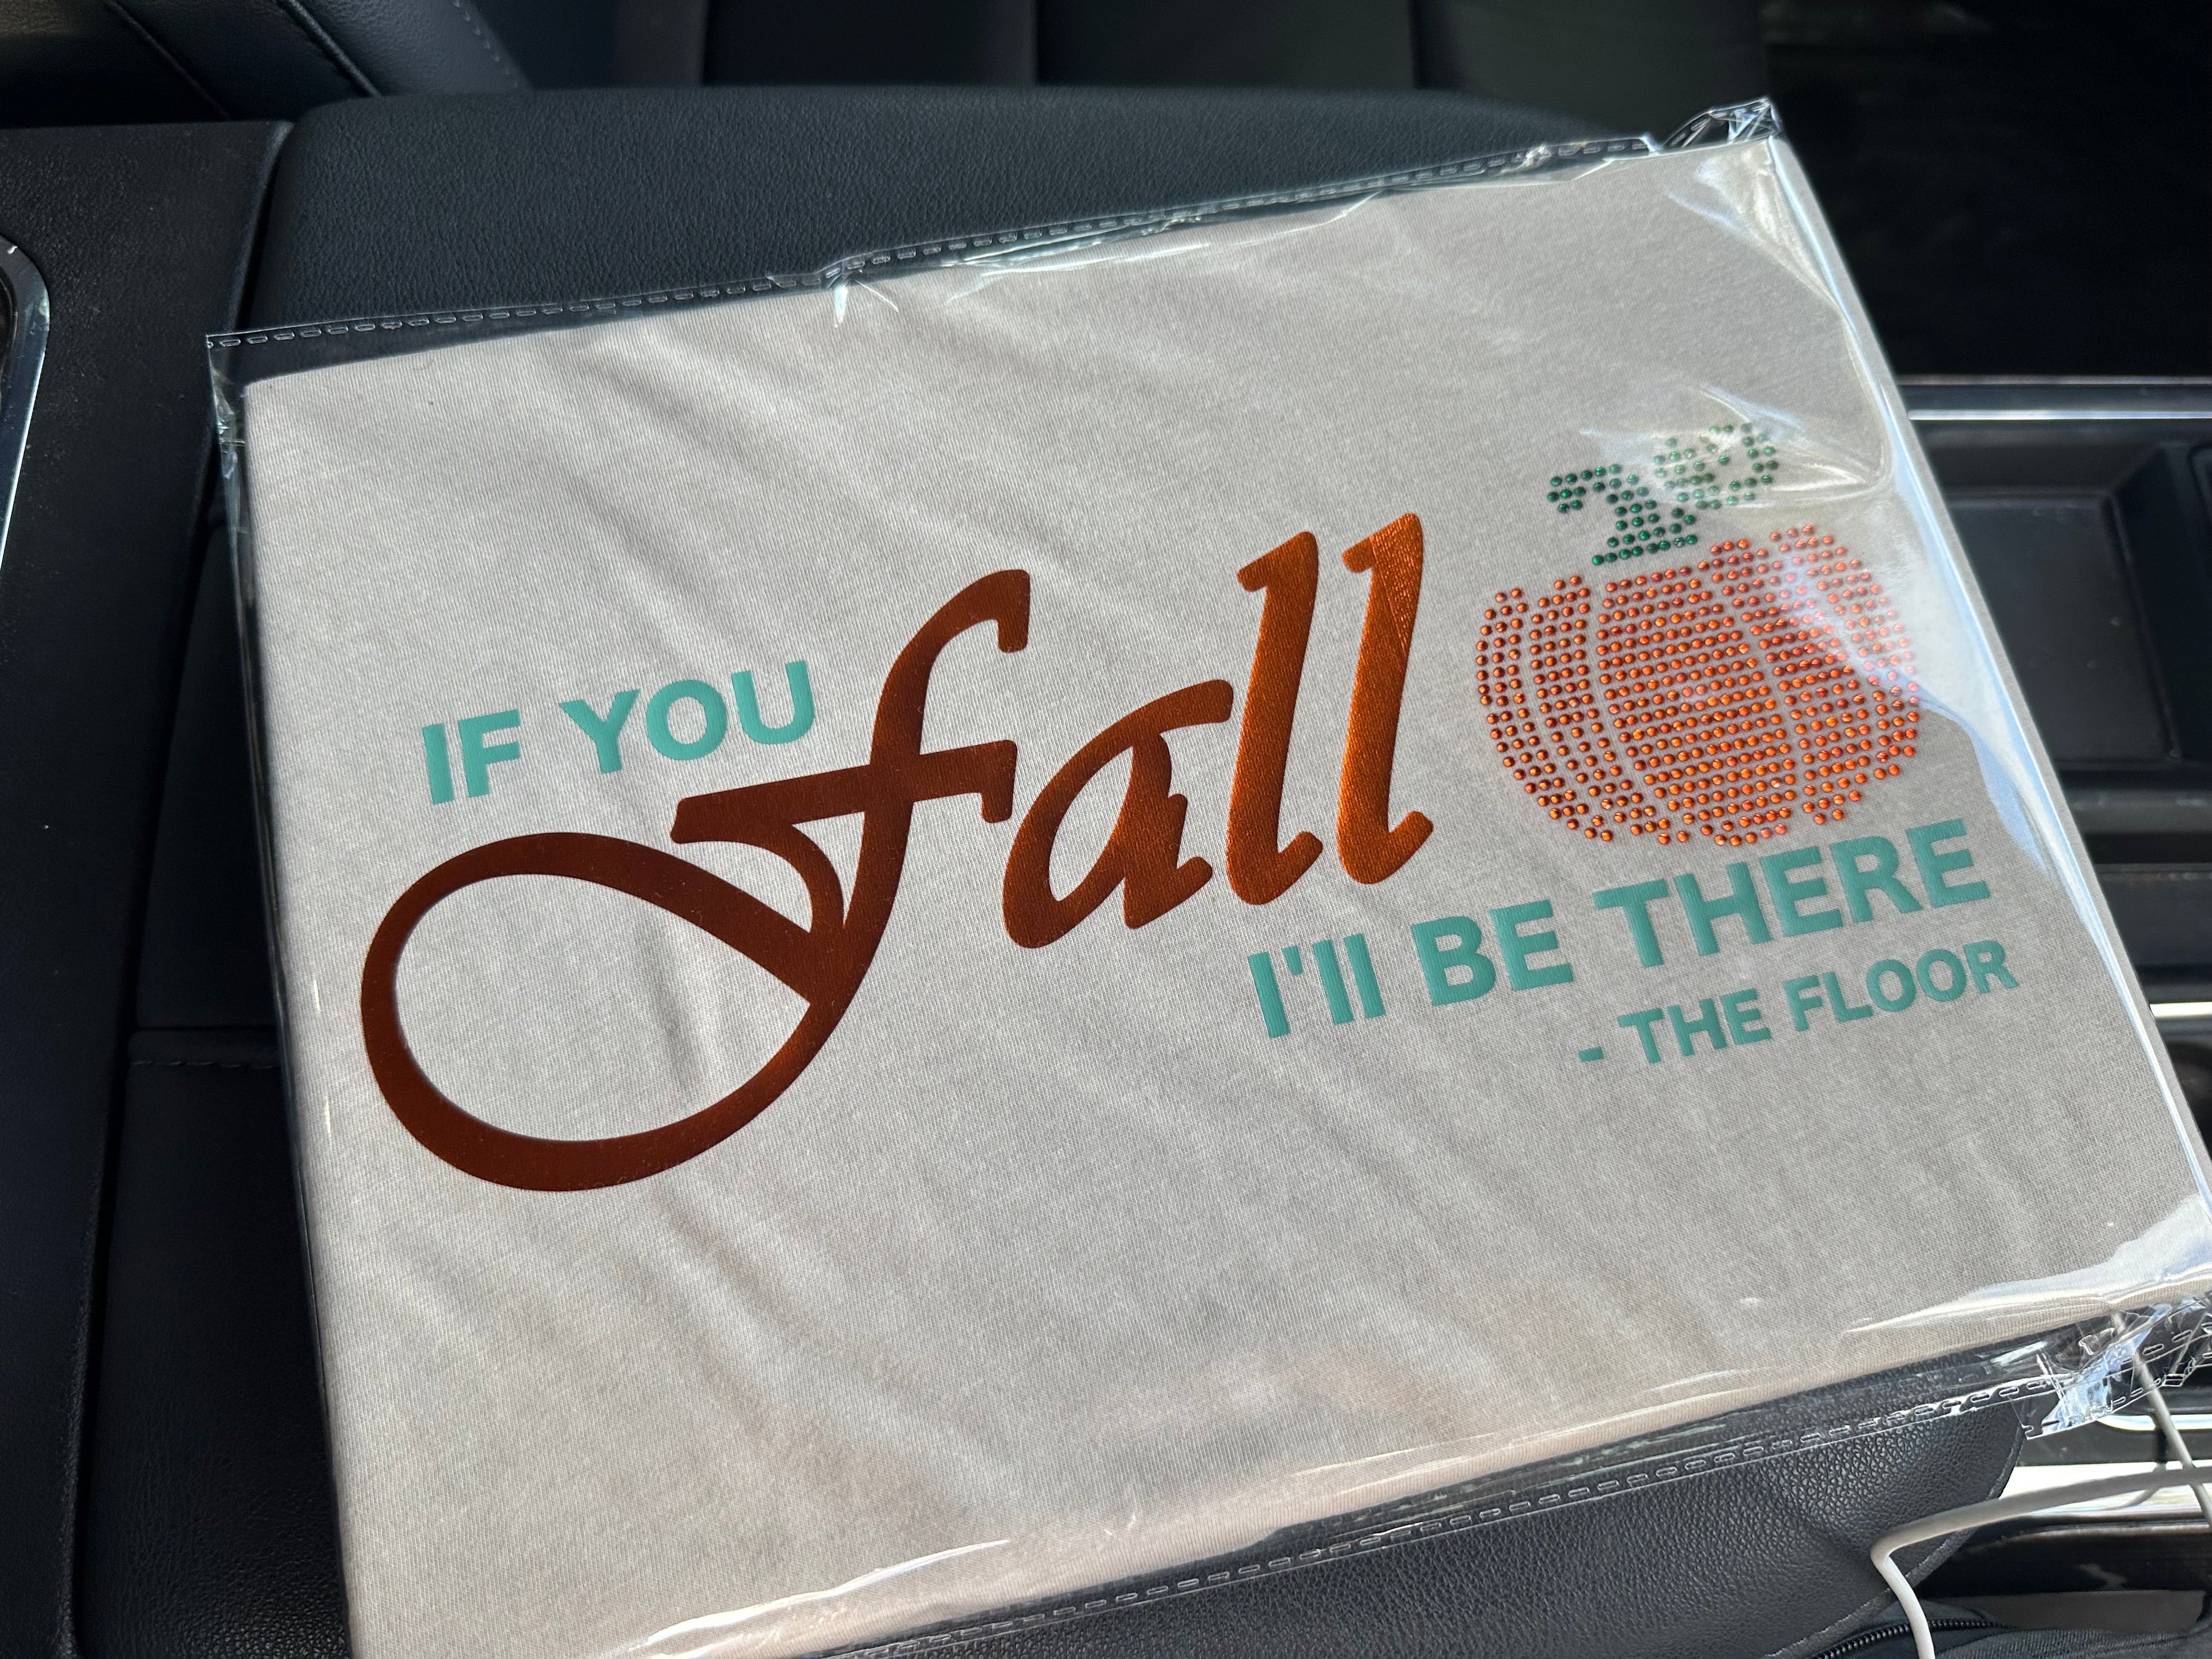 IF YOU
fall
I'll BE THERE
- THE FLOOR